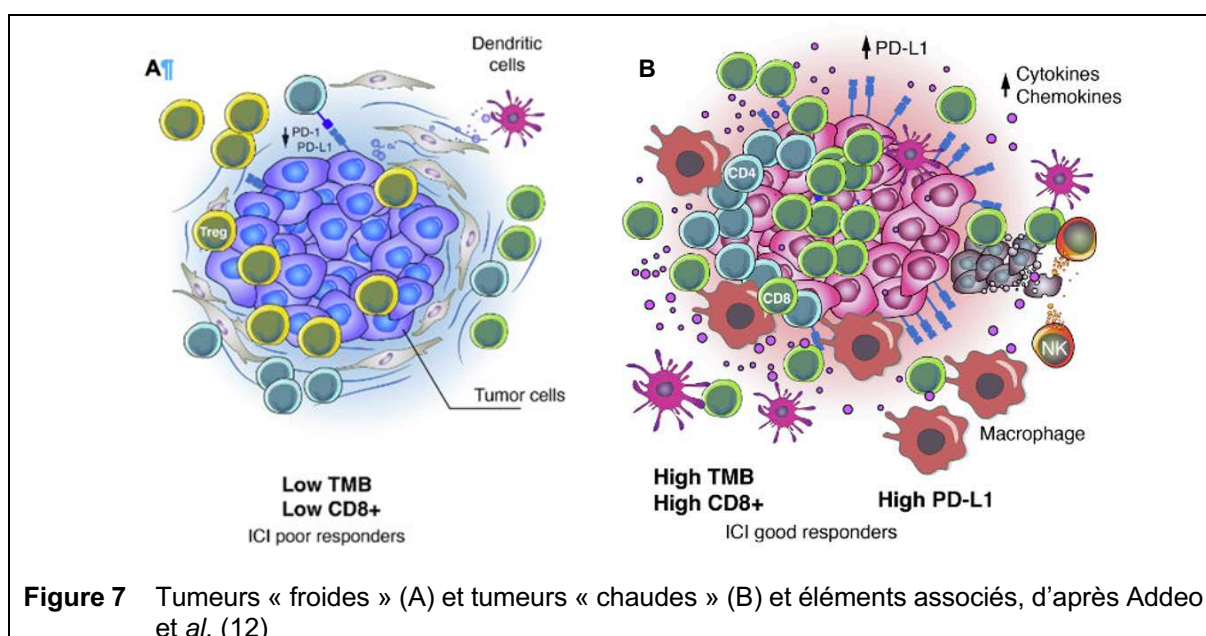 A¶
Dendritic
cells
↓ PD-1
PD-L1
Treg
Tumor cells
Low TMB
Low CD8+
ICI poor responders
B
↑ PD-L1
↑ Cytokines
Chemokines
CD4
CD8
NK
Macrophage
High TMB
High CD8+
High PD-L1
ICI good responders
Figure 7 Tumeurs « froides » (A) et tumeurs « chaudes » (B) et éléments associés, d’après Addeo
et al. (12)